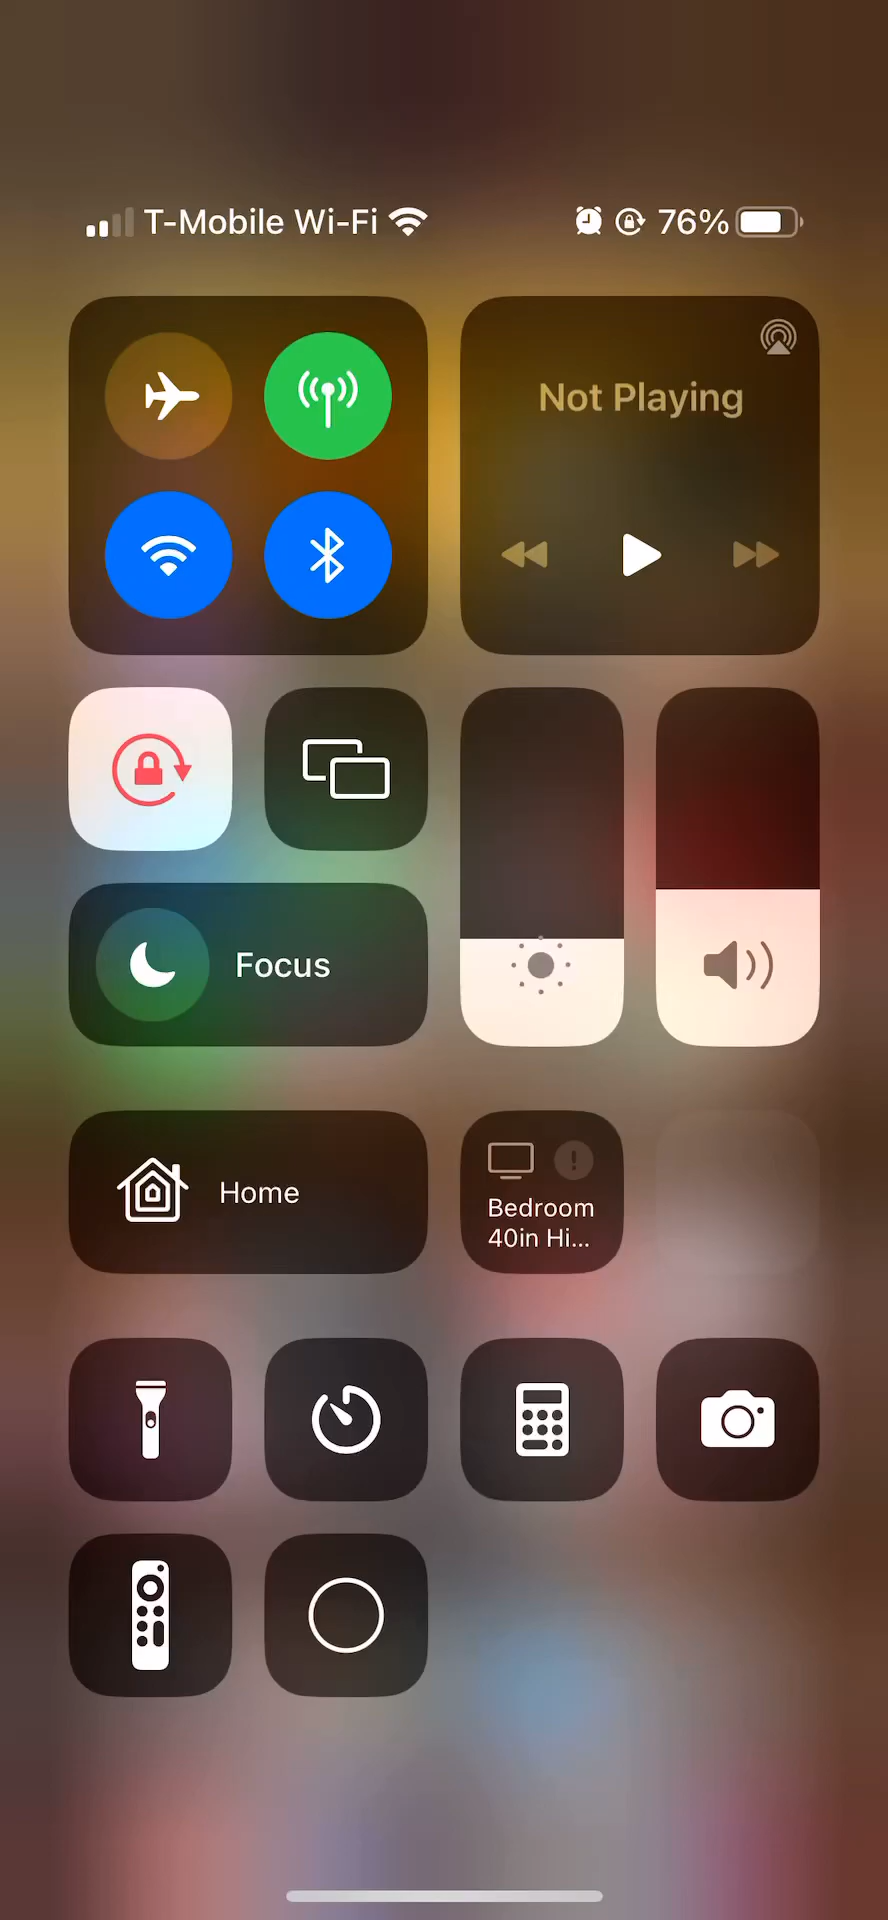 T-Mobile Wi-Fi 76%
Not Playing
Focus
Home
Bedroom
40in Hi...